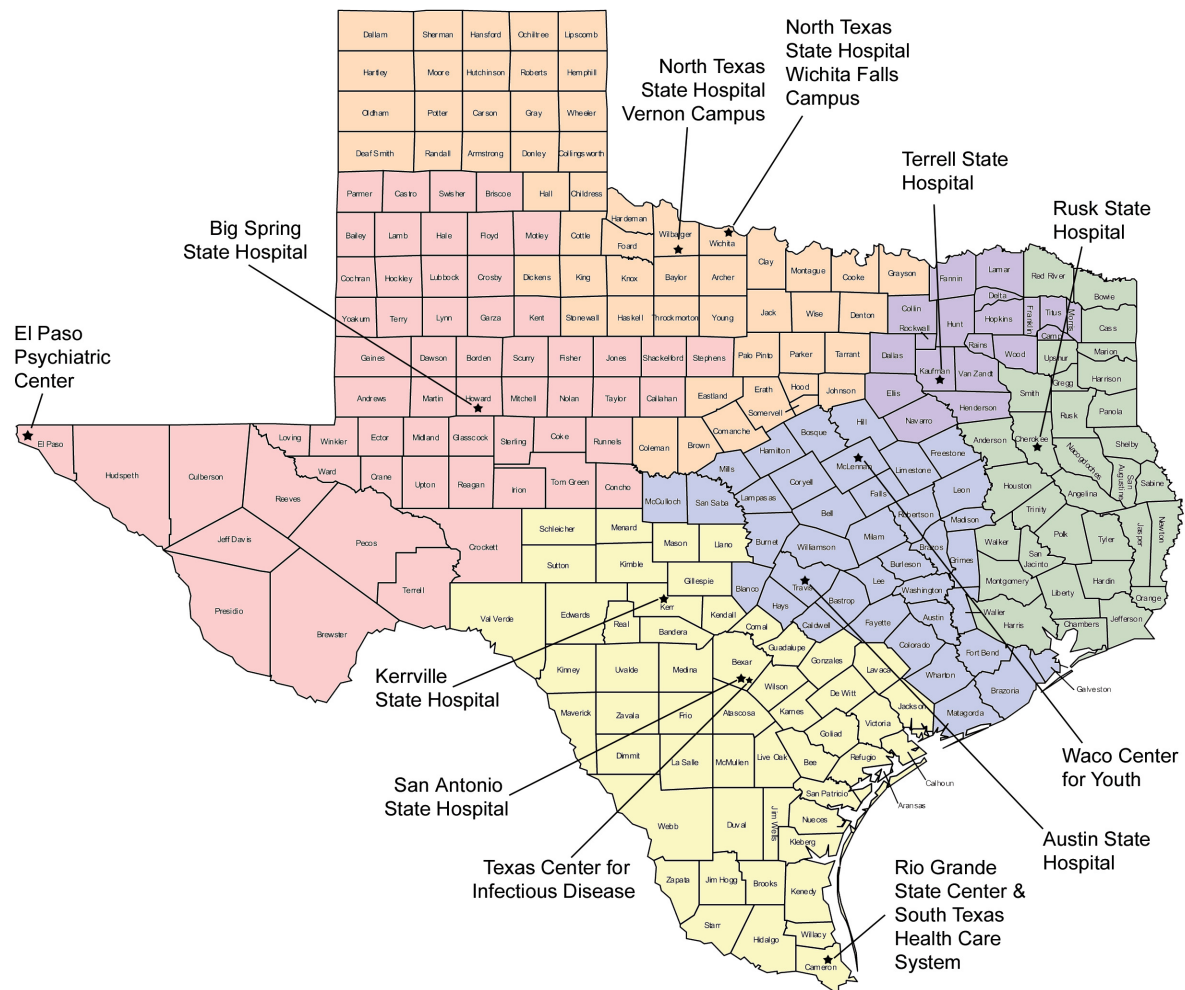 North Texas
State Hospital
Wichita Falls
Campus
North Texas
State Hospital
Vernon Campus
Terrell State
Hospital
Rusk State
Hospital
Big Spring
State Hospital
El Paso
Psychiatric
Center
Kerrville
State Hospital
San Antonio
State Hospital
Texas Center for
Infectious Disease
Waco Center
for Youth
Austin State
Hospital
Rio Grande
State Center &
South Texas
Health Care
System
Dallam Sherman Hansford Ochiltree Lipscomb
Hartley Moore Hutchinson Roberts Hemphill
Oldham Potter Carson Gray Wheeler
Deaf Smith Randall Armstrong Donley Collingsworth
Parmer Castro Swisher Briscoe Hall Childress
Hardeman
Bailey Lamb Hale Floyd Motley Cottle Foard Wilbarger Wichita
Cochran Hockley Lubbock Crosby Dickens King Knox Baylor Archer Clay Montague Cooke Grayson Fannin Lamar Red River
Bowie
Yoakum Terry Lynn Garza Kent Stonewall Haskell Throckmorton Young Jack Wise Denton Collin Hunt Delta Hopkins Franklin Titus Morris Cass
Rockwall Rains Wood Camp Upshur Marion
Gaines Dawson Borden Scurry Fisher Jones Shackelford Stephens Palo Pinto Parker Tarrant Dallas Kaufman Van Zandt Gregg Harrison
Andrews Martin Howard Mitchell Nolan Taylor Callahan Eastland Erath Hood Johnson Ellis Henderson Smith Rusk Panola
Somervell Navarro
El Paso Hudspeth Culberson Loving Winkler Ector Midland Glasscock Sterling Coke Runnels Coleman Brown Comanche Bosque Hill Anderson Cherokee Shelby
Hamilton Freestone Nacogdoches
Reeves Ward Crane Upton Reagan Irion Tom Green Concho McCulloch San Saba Mills Lampasas Coryell McLennan Limestone Leon Houston Angelina San Augustine Sabine
Falls Trinity
Jeff Davis Pecos Crockett Schleicher Menard Mason Llano Burnet Bell Robertson Madison Walker Polk Tyler Jasper Newton
Williamson Milam Brazos Grimes San Jacinto
Terrell Sutton Kimble Gillespie Blanco Travis Lee Burleson Washington Montgomery Liberty Hardin Orange
Presidio Brewster Val Verde Edwards Kerr Real Kendall Hays Bastrop Austin Waller Harris Chambers Jefferson
Bandera Comal Caldwell Fayette
Kinney Uvalde Medina Bexar Guadalupe Gonzales Lavaca Colorado Fort Bend Galveston
Wilson Wharton Brazoria
Maverick Zavala Frio Atascosa Karnes De Witt Jackson Matagorda
Victoria
Goliad
Dimmit La Salle McMullen Live Oak Bee Refugio Calhoun
San Patricio Aransas
Webb Duval Jim Wells Nueces
Kleberg
Zapata Jim Hogg Brooks Kenedy
Starr Hidalgo Willacy
Cameron